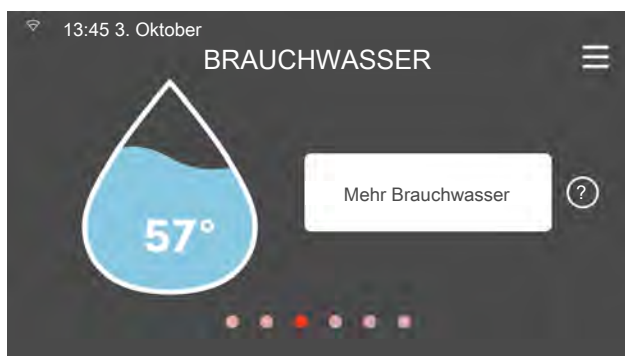 13:45 3. Oktober
BRAUCHWASSER
Mehr Brauchwasser
?
57°